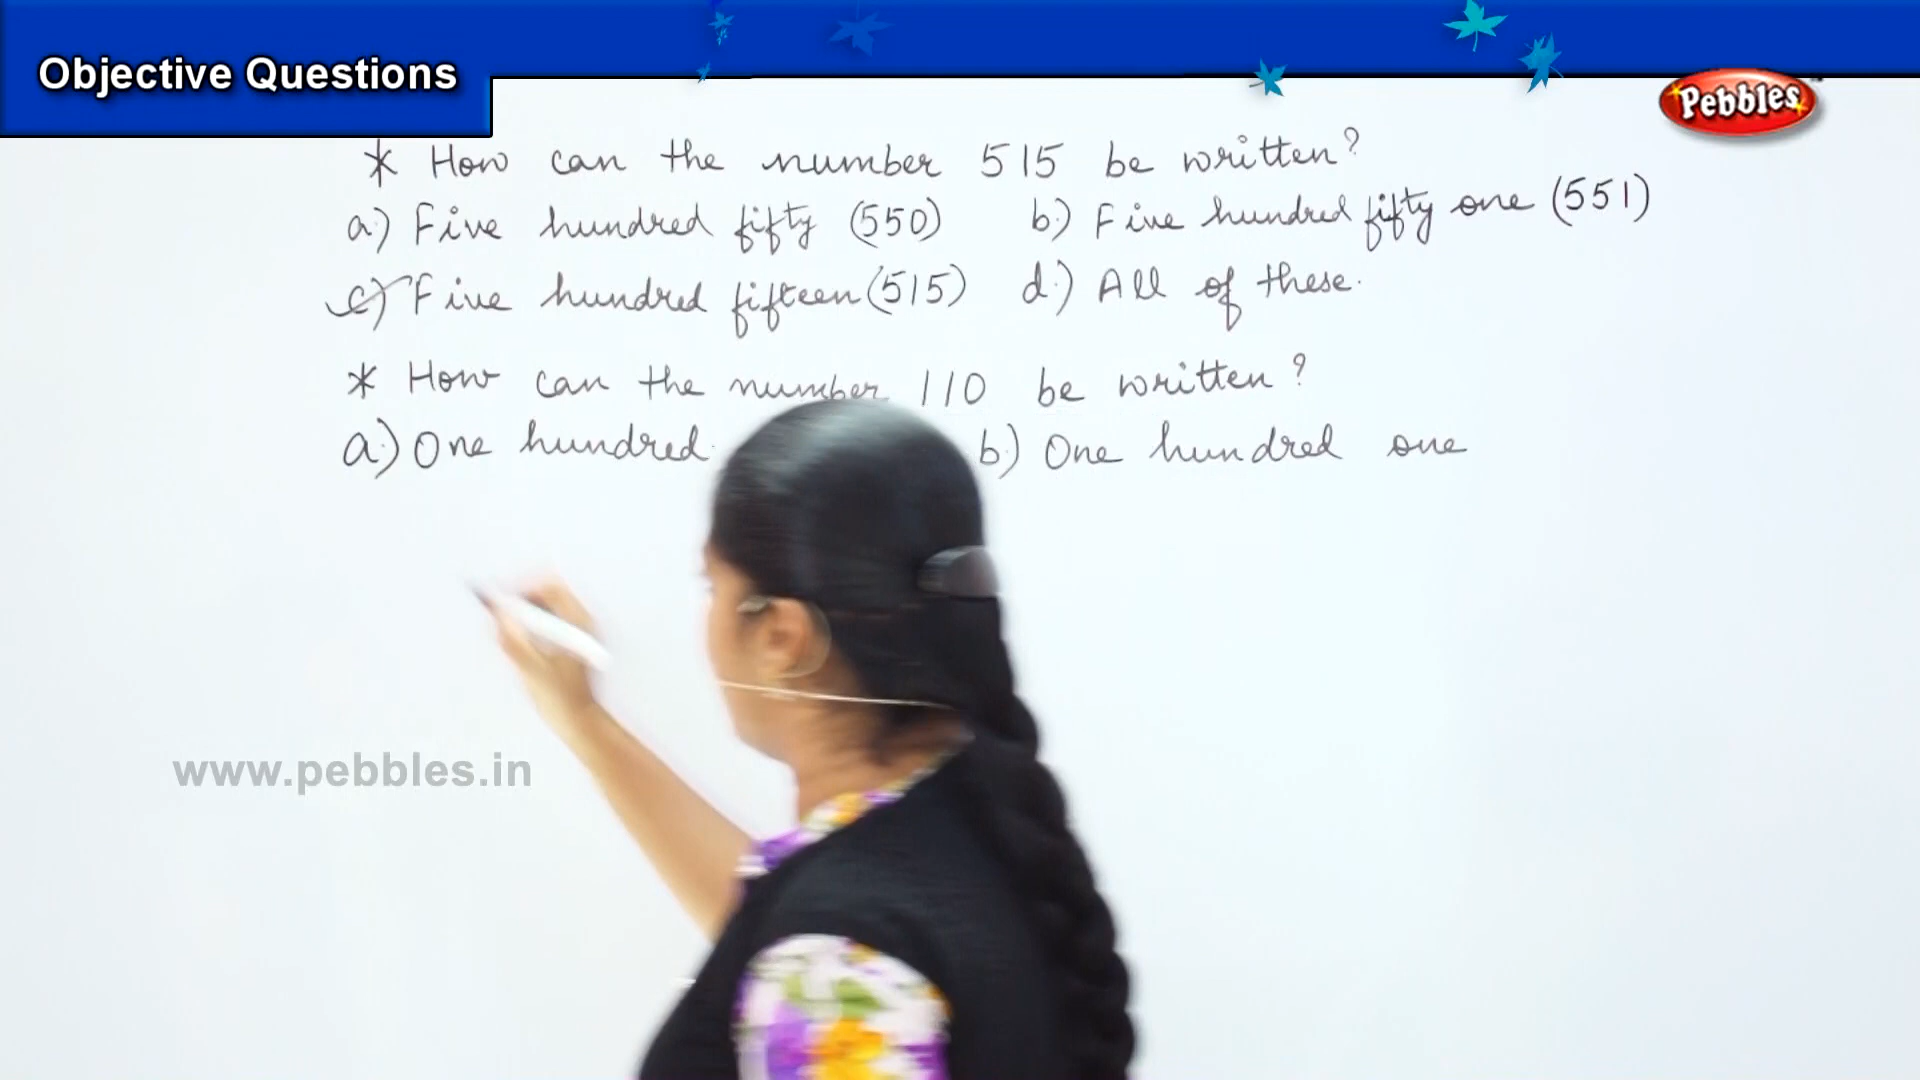 Objective Questions
Pebbles
* How can the number 515 be written?
a.) Five hundred fifty (550) b.) Five hundred fifty one (551)
c.) Five hundred fifteen (515) d.) All of these.
* How can the number 110 be written?
a.) One hundred. b.) One hundred one
www.pebbles.in